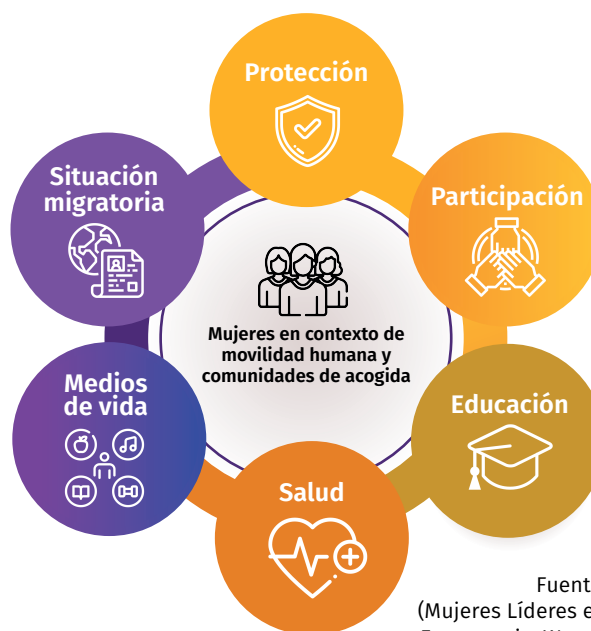 Protección
Situación
migratoria
Participación
Mujeres en contexto de
movilidad humana y
comunidades de acogida
Medios
de vida
Educación
Salud
Fuent
(Mujeres Líderes e